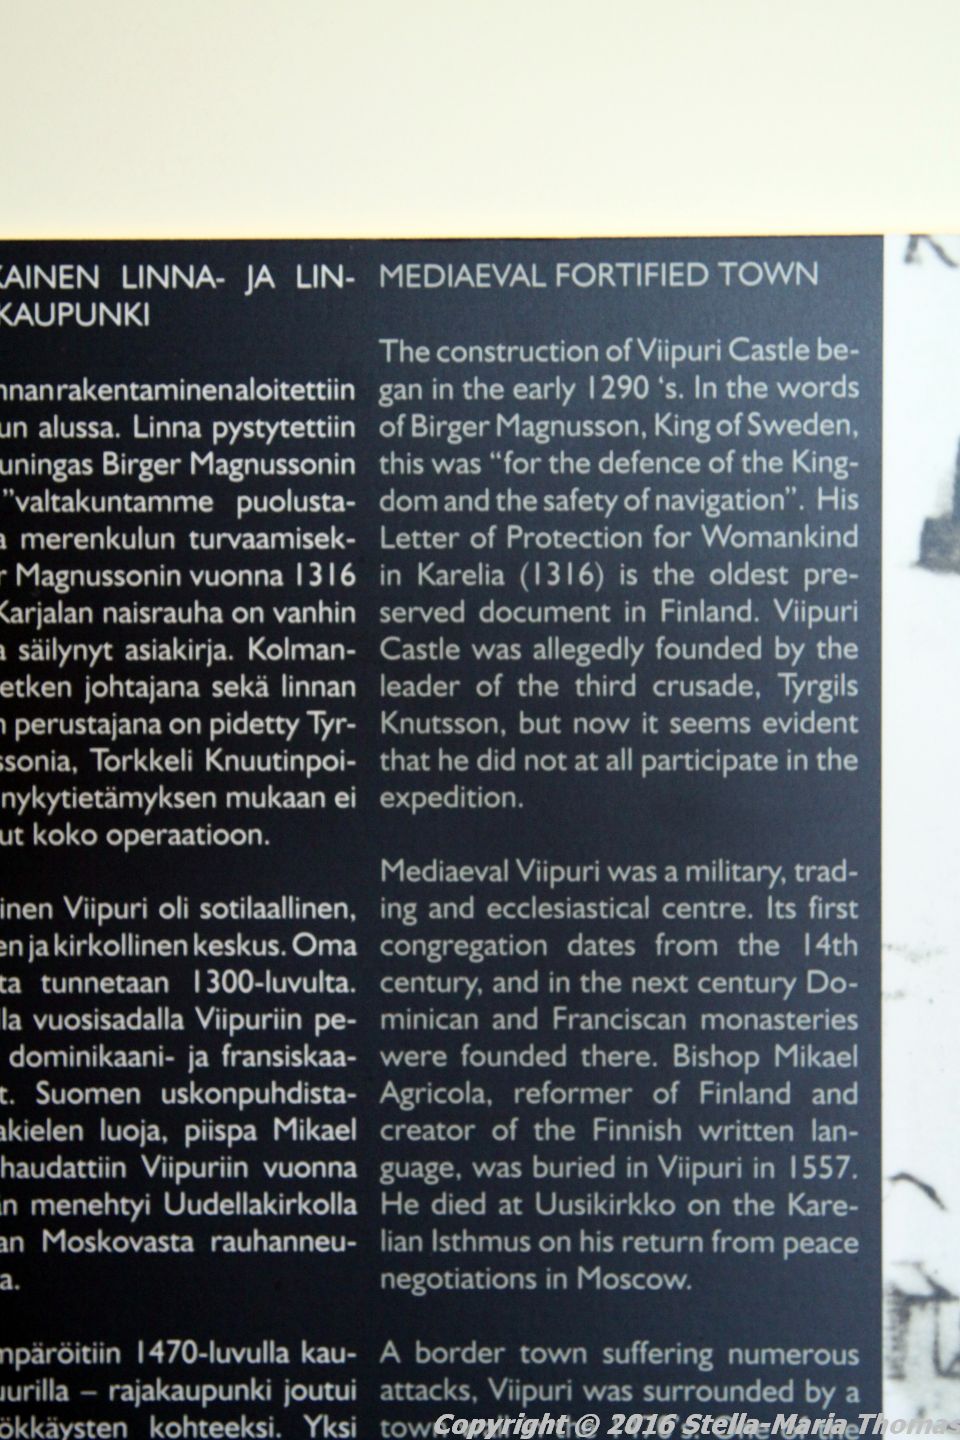 KAINEN LINNA- JA LIN-
KAUPUNKI
nnanrakentaminenaloitettiin
un alussa. Linna pystytettiin
uningas Birger Magnussonin
”valtakuntamme puolusta-
a merenkulun turvaamisek-
r Magnussonin vuonna 1316
Karjalan naisrauha on vanhin
a säilynyt asiakirja. Kolman-
etken johtajana sekä linnan
n perustajana on pidetty Tyr-
ssonia, Torkkeli Knuutinpoi-
nykytietämyksen mukaan ei
ut koko operaatioon.
inen Viipuri oli sotilaallinen,
en ja kirkollinen keskus. Oma
ta tunnetaan 1300-luvulta.
lla vuosisadalla Viipuriin pe-
dominikaani- ja fransiskaa-
t. Suomen uskonpuhdista-
akielen luoja, piispa Mikael
haudattiin Viipuriin vuonna
n menehtyi Uudellakirkolla
an Moskovasta rauhanneu-
a.
mpäröitiin 1470-luvulla kau-
uurilla – rajakaupunki joutui
ökkäysten kohteeksi. Yksi
MEDIAEVAL FORTIFIED TOWN
The construction of Viipuri Castle be-
gan in the early 1290 ‘s. In the words
of Birger Magnusson, King of Sweden,
this was “for the defence of the King-
dom and the safety of navigation”. His
Letter of Protection for Womankind
in Karelia (1316) is the oldest pre-
served document in Finland. Viipuri
Castle was allegedly founded by the
leader of the third crusade, Tyrgils
Knutsson, but now it seems evident
that he did not at all participate in the
expedition.
Mediaeval Viipuri was a military, trad-
ing and ecclesiastical centre. Its first
congregation dates from the 14th
century, and in the next century Do-
minican and Franciscan monasteries
were founded there. Bishop Mikael
Agricola, reformer of Finland and
creator of the Finnish written lan-
guage, was buried in Viipuri in 1557.
He died at Uusikirkko on the Kare-
lian Isthmus on his return from peace
negotiations in Moscow.
A border town suffering numerous
attacks, Viipuri was surrounded by a
town
Copyright © 2016 Stella-Maria Thomas